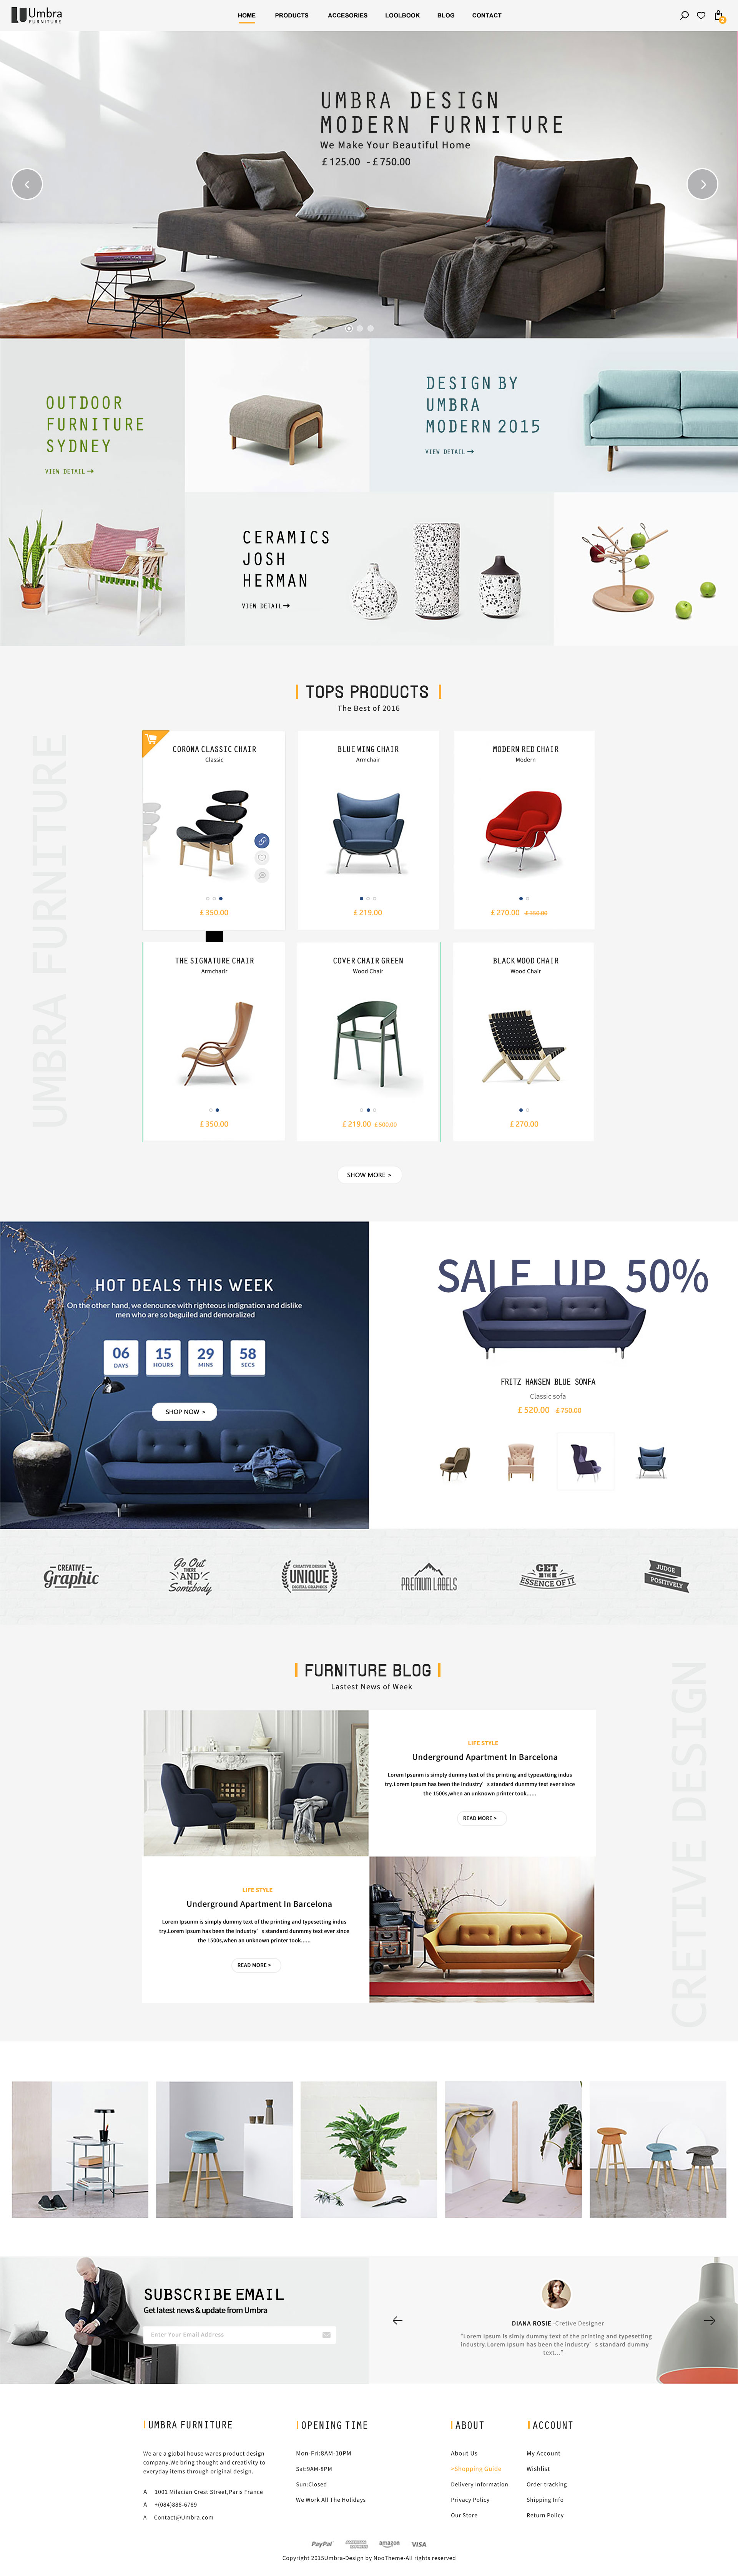 Umbra
FURNITURE
HOME PRODUCTS ACCESORIES LOOLBOOK BLOG CONTACT
UMBRA DESIGN
MODERN FURNITURE
We Make Your Beautiful Home
£125.00 - £750.00
OUTDOOR
FURNITURE
SYDNEY
VIEW DETAIL→
DESIGN BY
UMBRA
MODERN 2015
VIEW DETAIL→
CERAMICS
JOSH
HERMAN
VIEW DETAIL→
TOPS PRODUCTS
The Best of 2016
UMBRA FURNITURE
CORONA CLASSIC CHAIR
Classic
£350.00
BLUE WING CHAIR
Armchair
£219.00
MODERN RED CHAIR
Modern
£270.00 £350.00
THE SIGNATURE CHAIR
Armchair
£350.00
COVER CHAIR GREEN
Wood Chair
£219.00 £500.00
BLACK WOOD CHAIR
Wood Chair
£270.00
SHOW MORE >
HOT DEALS THIS WEEK
On the other hand, we denounce with righteous indignation and dislike
men who are so beguiled and demoralized
06 15 29 58
DAYS HOURS MINS SECS
SHOP NOW >
SALE UP 50%
FRITZ HANSEN BLUE SONFA
Classic sofa
£520.00 £750.00
CREATIVE
Graphic
Go Out
THERE
AND
BE
Somebody
CREATIVE DESIGN
UNIQUE
DIGITAL GRAPHICS
PREMIUM LABELS
GET
THE
ESSENCE OF IT
JUDGE
POSITIVELY
FURNITURE BLOG
Lastest News of Week
CRETIVE DESIGN
LIFE STYLE
Underground Apartment In Barcelona
Lorem Ipsunm is simply dummy text of the printing and typesetting indus
try.Lorem Ipsum has been the industry's standard dummmy text ever since
the 1500s,when an unknown printer took......
READ MORE >
LIFE STYLE
Underground Apartment In Barcelona
Lorem Ipsunm is simply dummy text of the printing and typesetting indus
try.Lorem Ipsum has been the industry's standard dummmy text ever since
the 1500s,when an unknown printer took......
READ MORE >
SUBSCRIBE EMAIL
Get latest news & update from Umbra
Enter Your Email Address
DIANA ROSIE -Cretive Designer
"Lorem Ipsum is simly dummy text of the printing and typesetting
industry.Lorem Ipsum has been the industry's standard dummy
text..."
UMBRA FURNITURE
We are a global house wares product design
company.We bring thought and creativity to
everyday items through original design.
A 1001 Milacian Crest Street,Paris France
A +(084)888-6789
A Contact@Umbra.com
OPENING TIME
Mon-Fri:8AM-10PM
Sat:9AM-8PM
Sun:Closed
We Work All The Holidays
ABOUT
About Us
>Shopping Guide
Delivery Information
Privacy Policy
Our Store
ACCOUNT
My Account
Wishlist
Order tracking
Shipping Info
Return Policy
PayPal amazon VISA
Copyright 2015Umbra-Design by NooTheme-All rights reserved